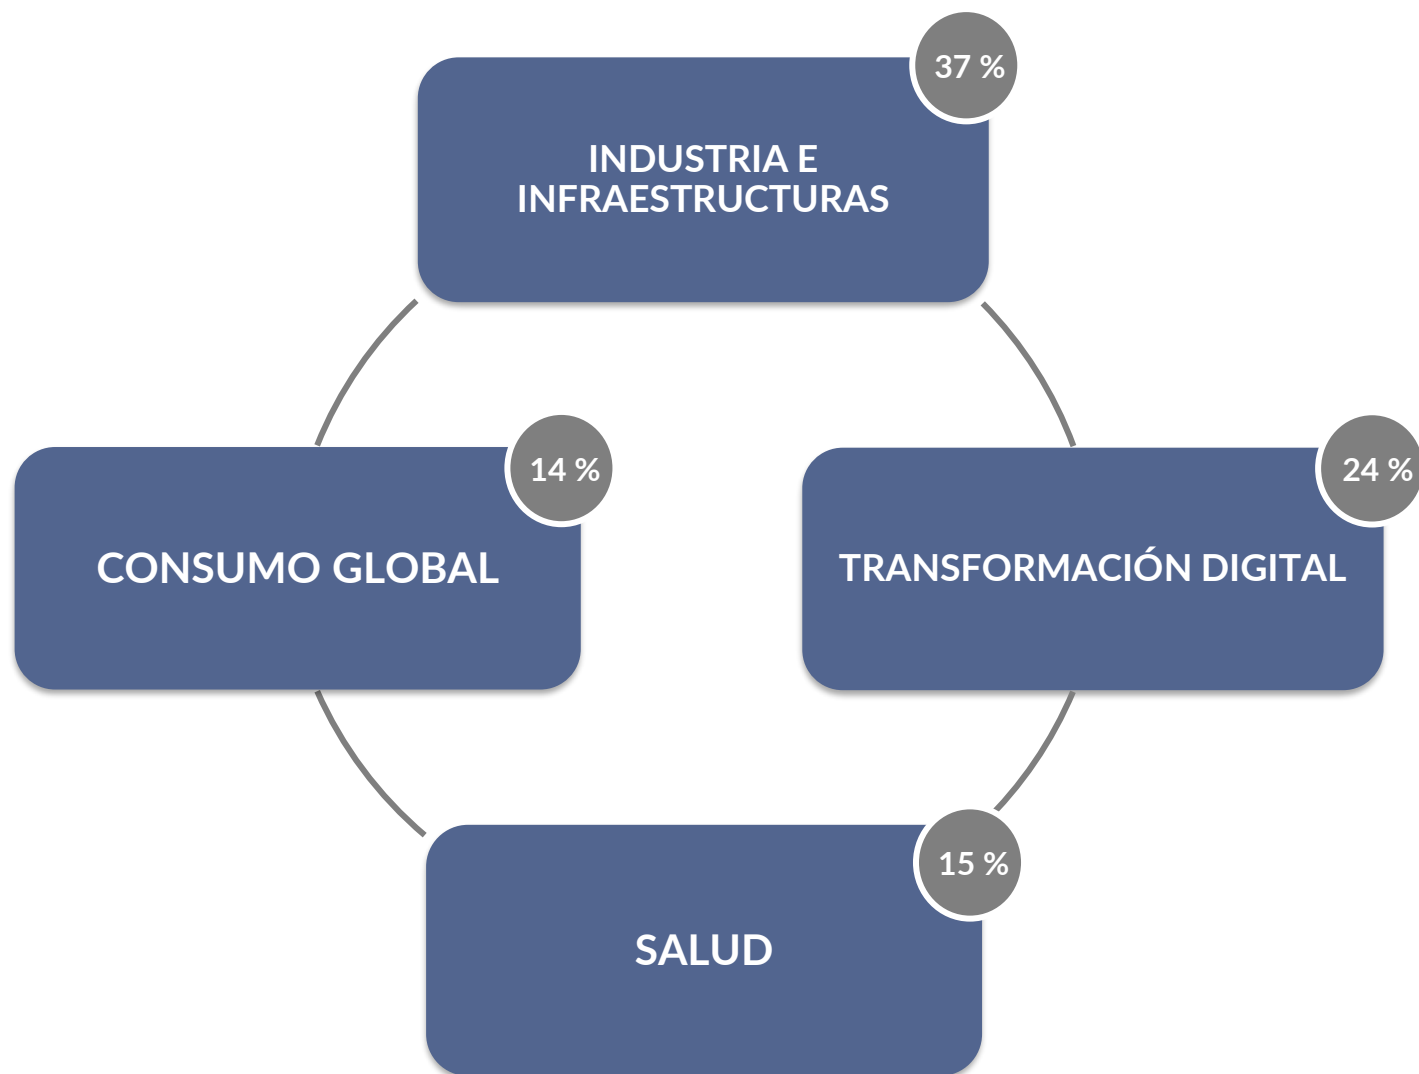 37 %
INDUSTRIA E
INFRAESTRUCTURAS
14 %
CONSUMO GLOBAL
24 %
TRANSFORMACIÓN DIGITAL
15 %
SALUD